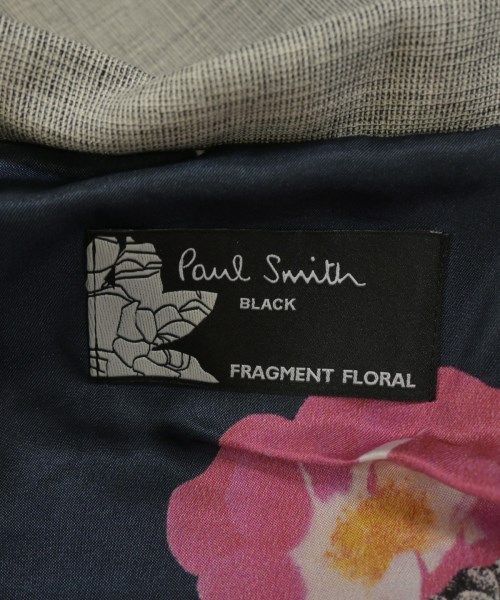 Paul Smith
BLACK
FRAGMENT FLORAL